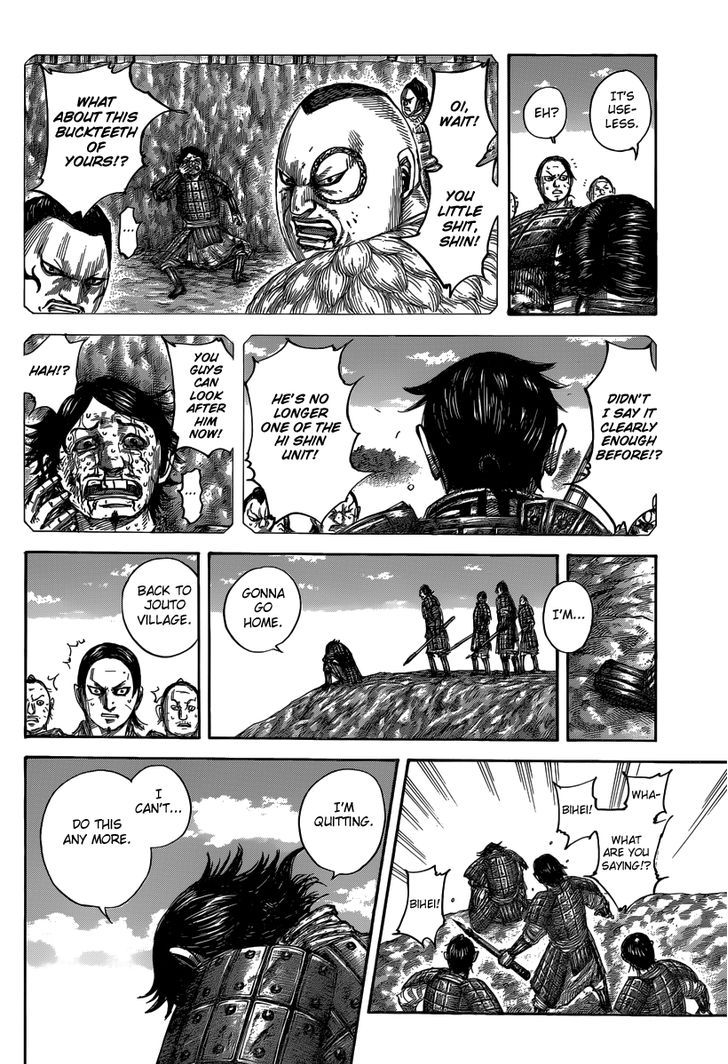 IT'S
USE-
LESS.
EH?
OI,
WAIT!
YOU
LITTLE
SHIT,
SHIN!
WHAT
ABOUT THIS
BUCKTEETH
OF
YOURS!?
...
DIDN'T
I SAY IT
CLEARLY
ENOUGH
BEFORE!?
HE'S NO
LONGER
ONE OF THE
HI SHIN
UNIT!
YOU
GUYS
CAN
LOOK
AFTER
HIM
NOW!
HAH!?
...
I'M...
GONNA
GO
HOME.
BACK TO
JOUTO
VILLAGE.
WHA-
BIHEI!
WHAT
ARE YOU
SAYING!?
BIHEI!
I'M
QUITTING.
I
CAN'T...
DO THIS
ANY MORE.